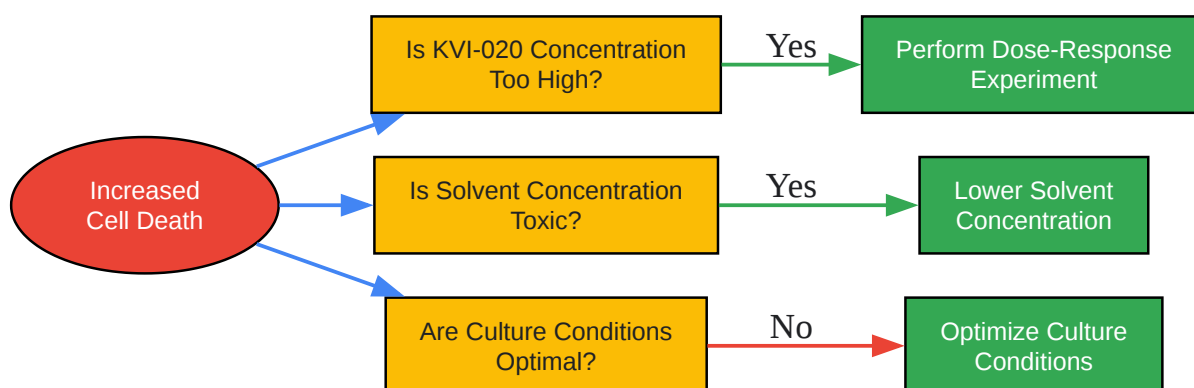 Increased
Cell Death
Is KVI-020 Concentration
Too High?
Yes
Perform Dose-Response
Experiment
Is Solvent Concentration
Toxic?
Yes
Lower Solvent
Concentration
Are Culture Conditions
Optimal?
No
Optimize Culture
Conditions